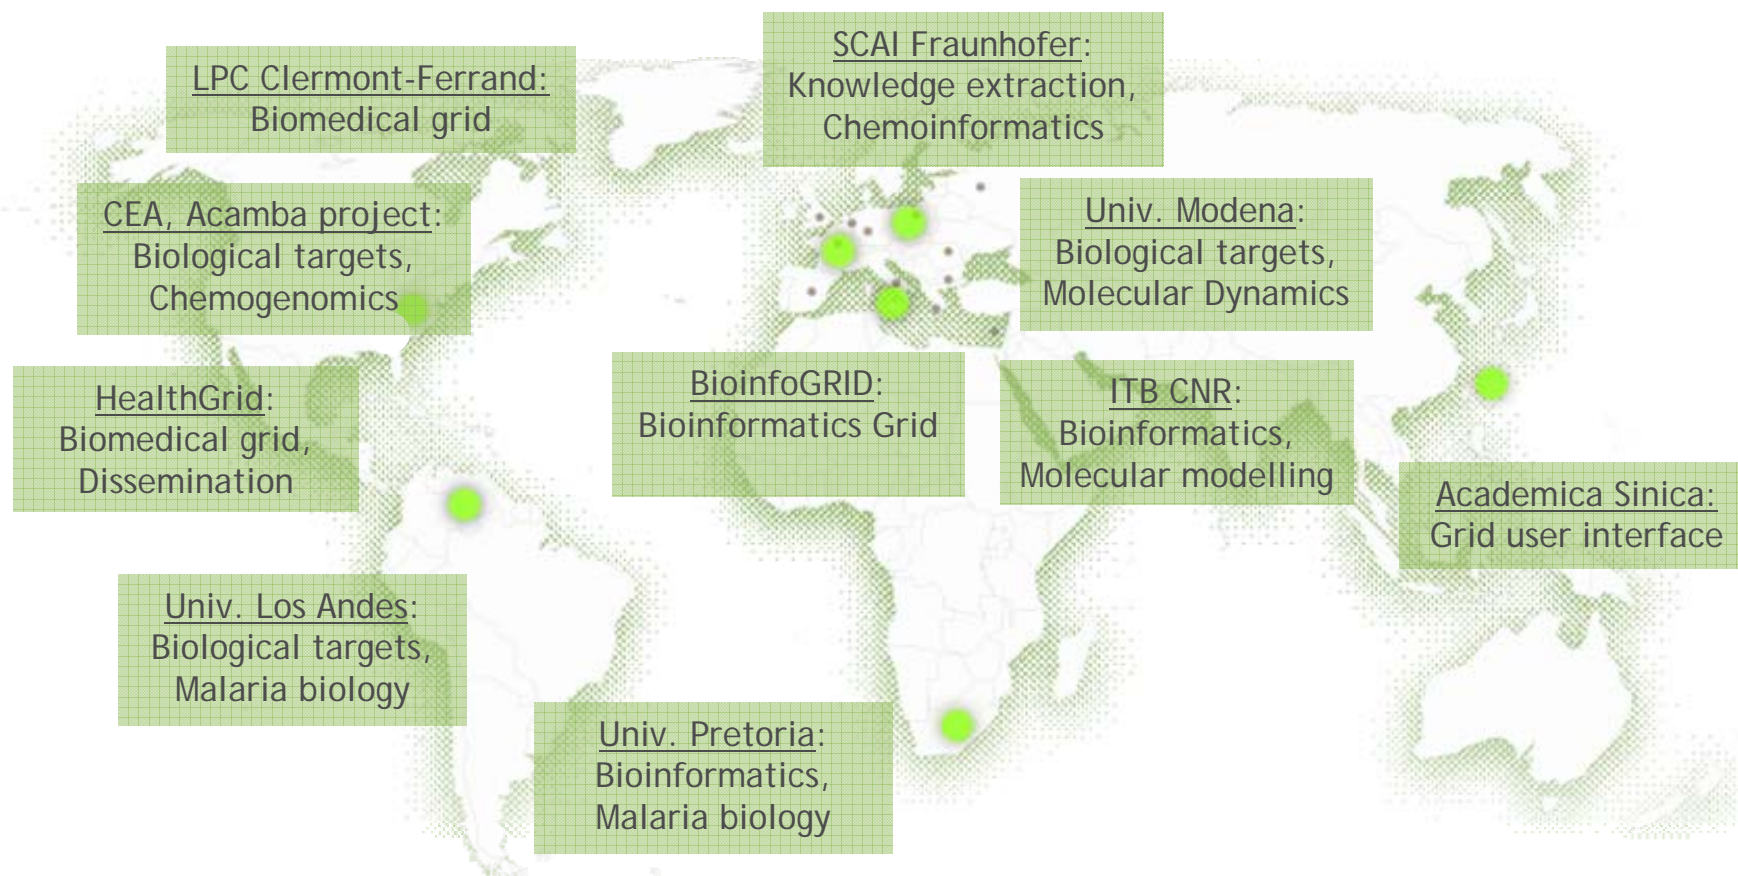 LPC Clermont-Ferrand:
Biomedical grid
SCAI Fraunhofer:
Knowledge extraction,
Chemoinformatics
CEA, Acamba project:
Biological targets,
Chemogenomics
Univ. Modena:
Biological targets,
Molecular Dynamics
HealthGrid:
Biomedical grid,
Dissemination
BioinfoGRID:
Bioinformatics Grid
ITB CNR:
Bioinformatics,
Molecular modelling
Academica Sinica:
Grid user interface
Univ. Los Andes:
Biological targets,
Malaria biology
Univ. Pretoria:
Bioinformatics,
Malaria biology